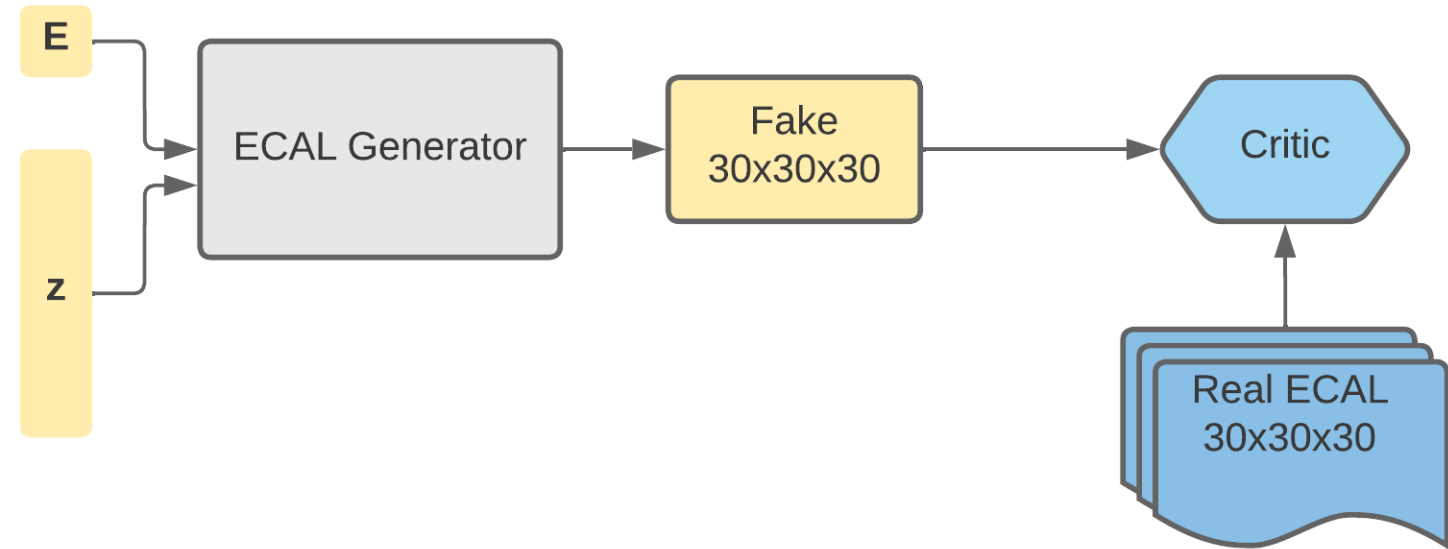 E
z
ECAL Generator
Fake
30x30x30
Critic
Real ECAL
30x30x30